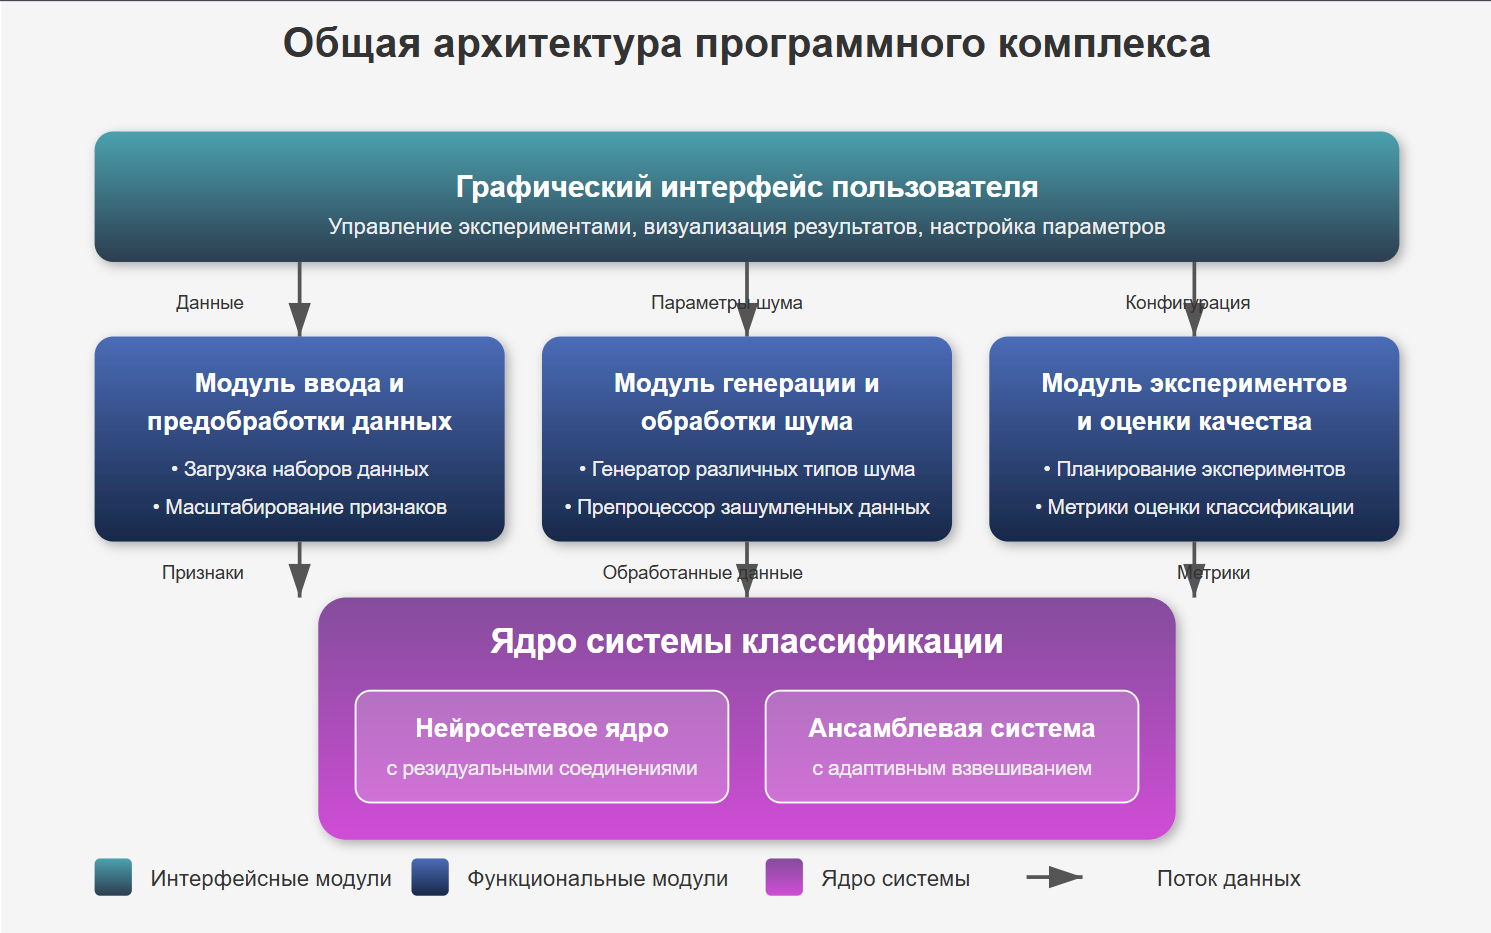 Общая архитектура программного комплекса
Графический интерфейс пользователя
Управление экспериментами, визуализация результатов, настройка параметров
Данные
Параметры шума
Конфигурация
Модуль ввода и
предобработки данных
• Загрузка наборов данных
• Масштабирование признаков
Модуль генерации и
обработки шума
• Генератор различных типов шума
• Препроцессор зашумленных данных
Модуль экспериментов
и оценки качества
• Планирование экспериментов
• Метрики оценки классификации
Признаки
Обработанные данные
Метрики
Ядро системы классификации
Нейросетевое ядро
с резидуальными соединениями
Ансамблевая система
с адаптивным взвешиванием
Интерфейсные модули
Функциональные модули
Ядро системы
Поток данных